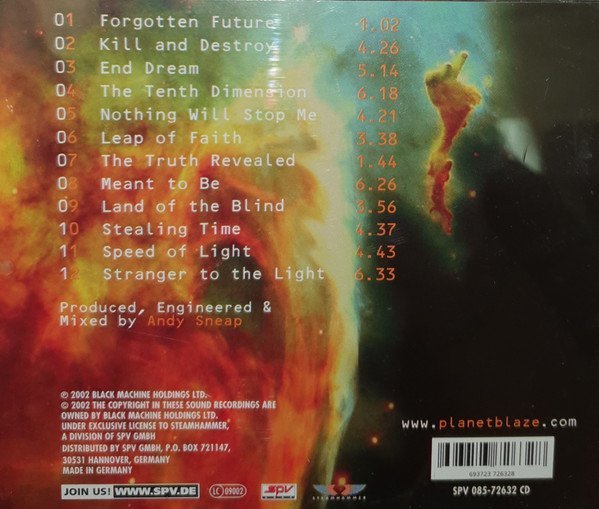 01 Forgotten Future 1.02
02 Kill and Destroy 4.26
03 End Dream 5.14
04 The Tenth Dimension 6.18
05 Nothing Will Stop Me 4.21
06 Leap of Faith 3.38
07 The Truth Revealed 1.44
08 Meant to Be 6.26
09 Land of the Blind 3.56
10 Stealing Time 4.37
11 Speed of Light 4.43
12 Stranger to the Light 6.33
Produced, Engineered &
Mixed by Andy Sneap
℗ 2002 BLACK MACHINE HOLDINGS LTD.
© 2002 THE COPYRIGHT IN THESE SOUND RECORDINGS ARE
OWNED BY BLACK MACHINE HOLDINGS LTD.
UNDER EXCLUSIVE LICENSE TO STEAMHAMMER,
A DIVISION OF SPV GMBH
DISTRIBUTED BY SPV GMBH, P.O. BOX 721147,
30531 HANNOVER, GERMANY
MADE IN GERMANY
www.planetblaze.com
693723 726328
SPV 085-72632 CD
JOIN US! WWW.SPV.DE
LC 09002
spv
STEAMHAMMER